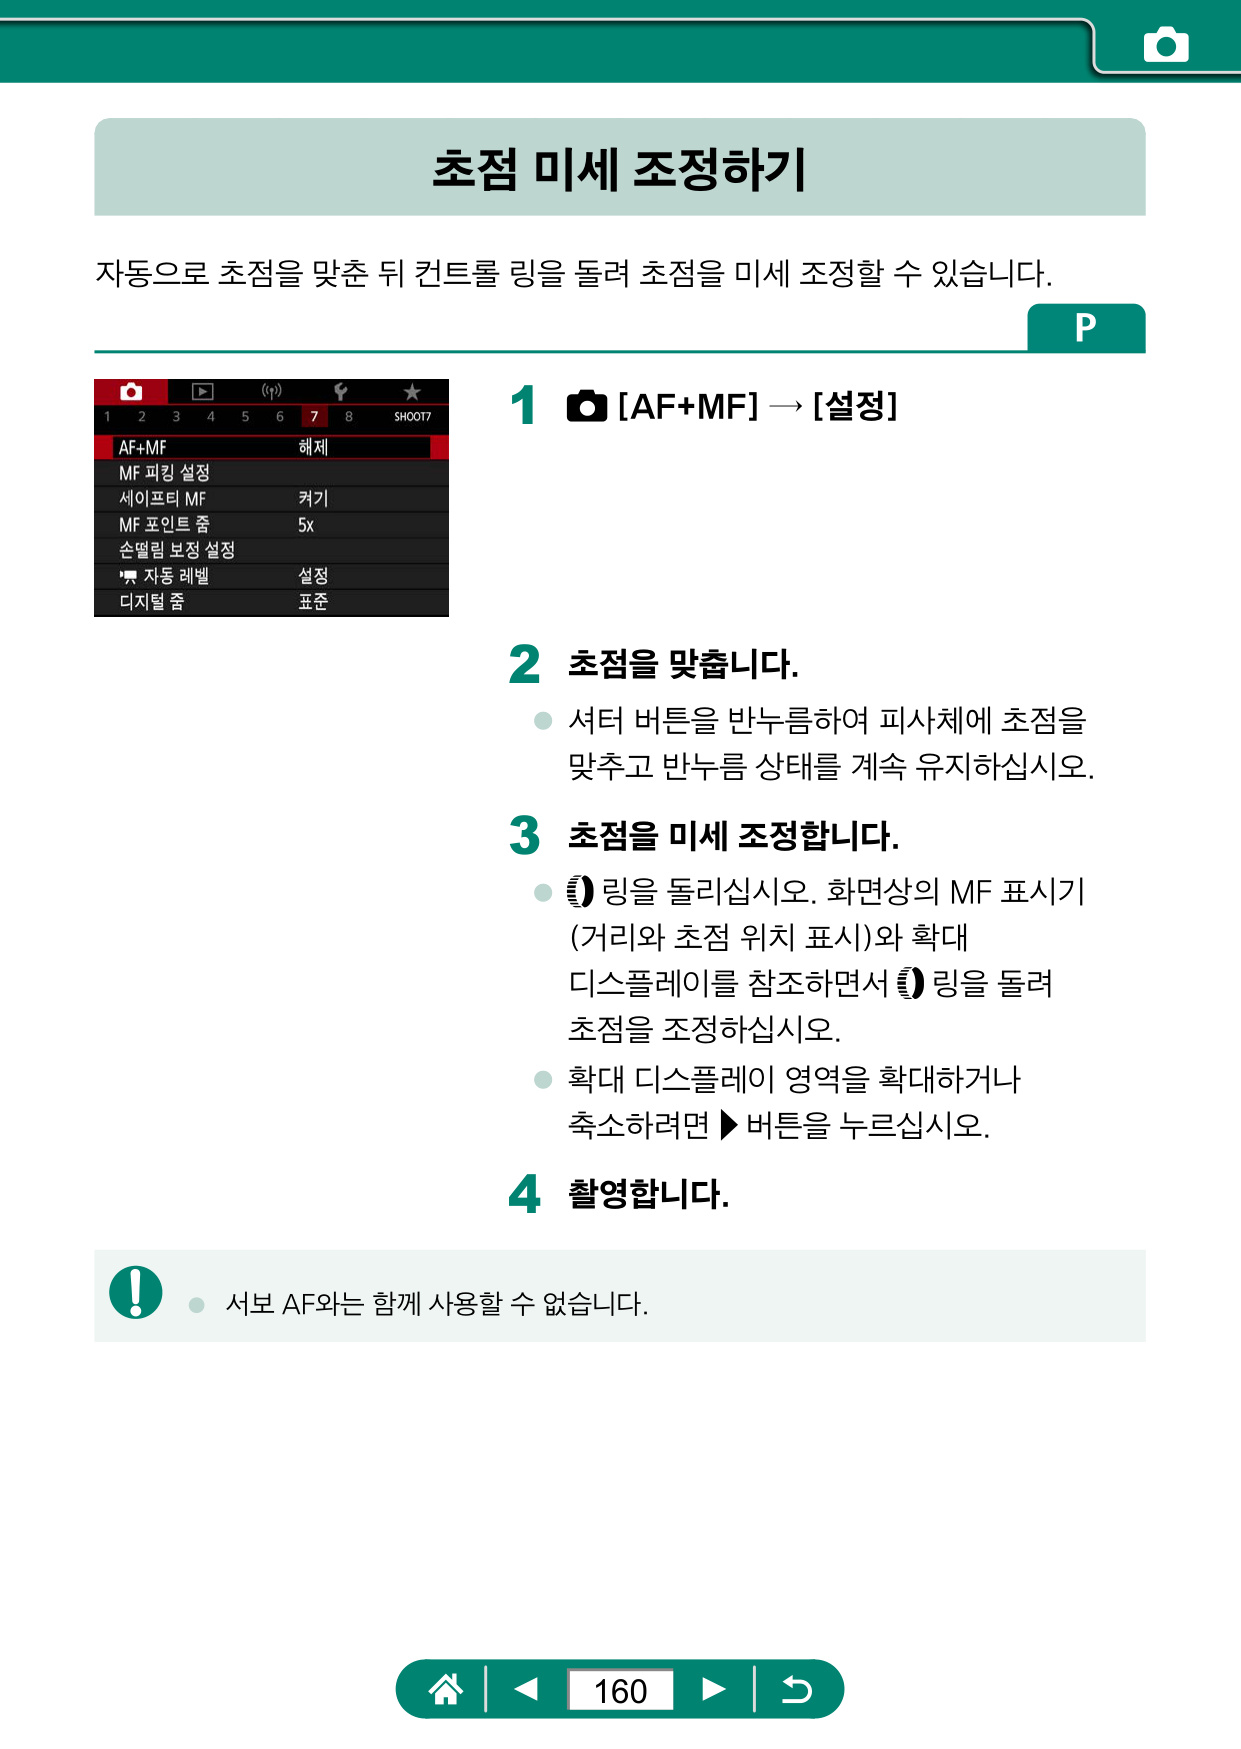 초점 미세 조정하기
자동으로 초점을 맞춘 뒤 컨트롤 링을 돌려 초점을 미세 조정할 수 있습니다.
P
1 2 3 4 5 6 7 8 SHOOT7
AF+MF 해제
MF 피킹 설정
세이프티 MF 켜기
MF 포인트 줌 5x
손떨림 보정 설정
자동 레벨 설정
디지털 줌 표준
1 [AF+MF] → [설정]
2 초점을 맞춥니다.
셔터 버튼을 반누름하여 피사체에 초점을
맞추고 반누름 상태를 계속 유지하십시오.
3 초점을 미세 조정합니다.
링을 돌리십시오. 화면상의 MF 표시기
(거리와 초점 위치 표시)와 확대
디스플레이를 참조하면서 링을 돌려
초점을 조정하십시오.
확대 디스플레이 영역을 확대하거나
축소하려면 버튼을 누르십시오.
4 촬영합니다.
서보 AF와는 함께 사용할 수 없습니다.
160